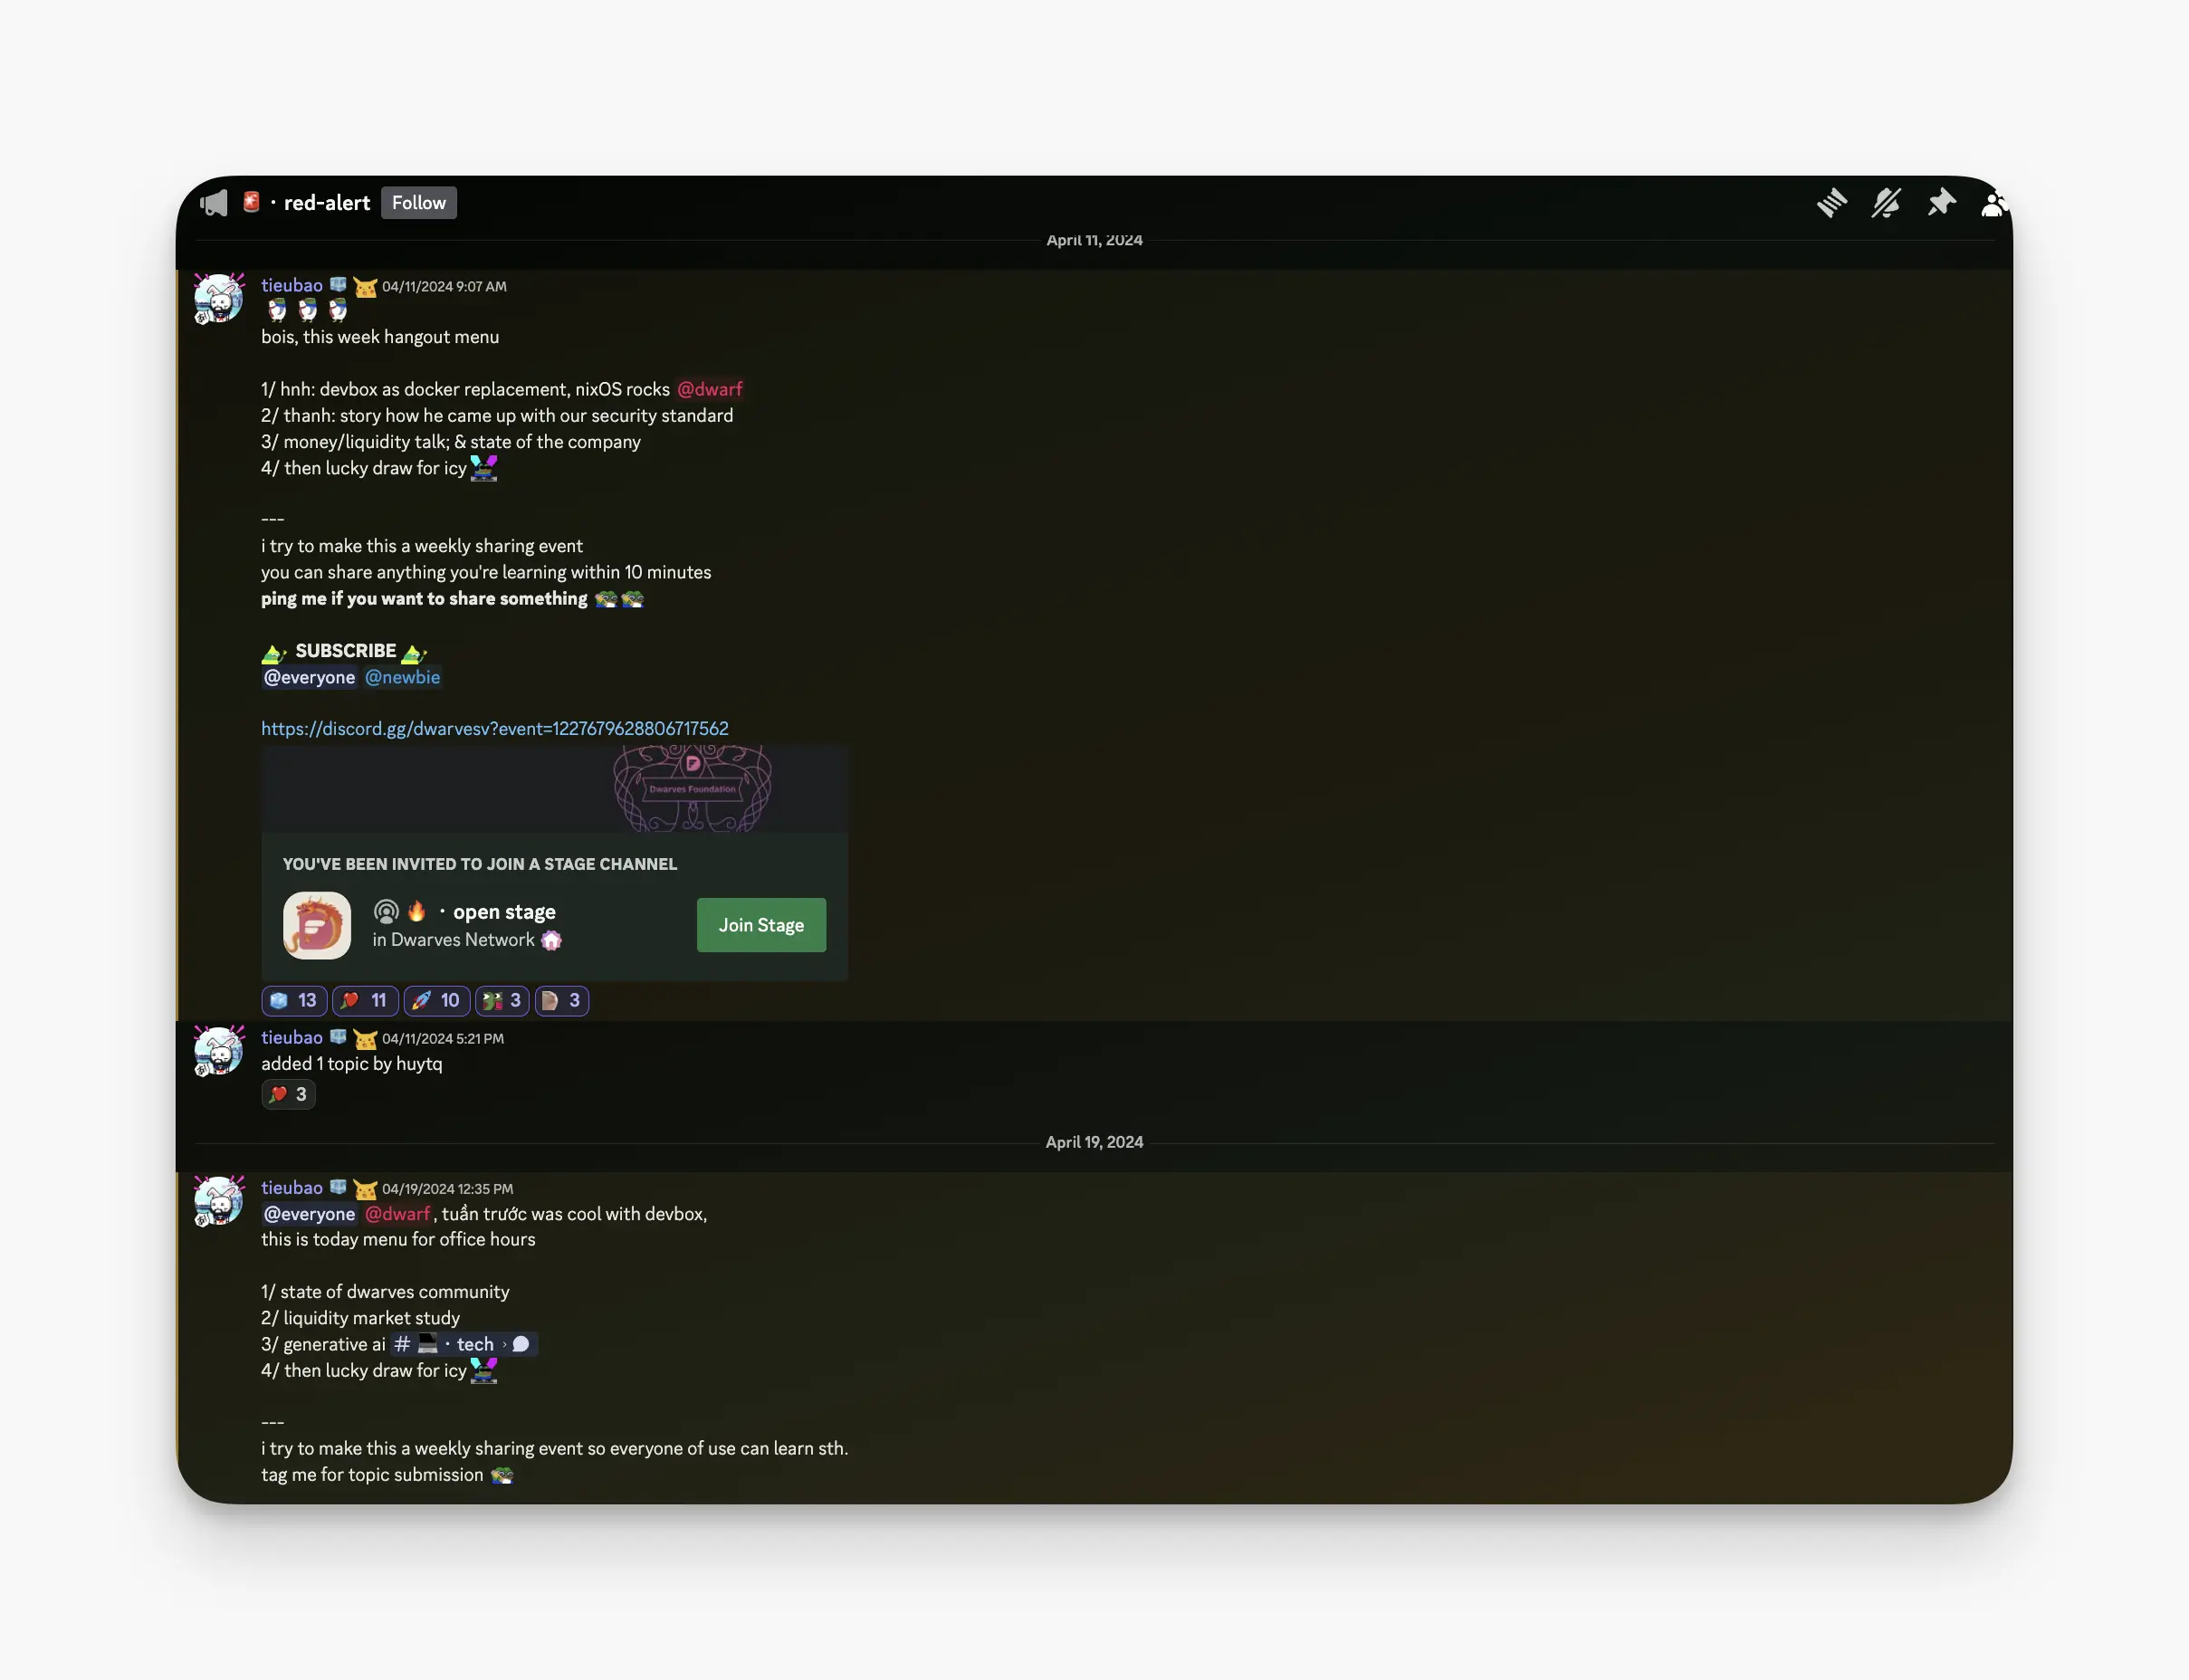 · red-alert Follow
April 11, 2024
tieubao 04/11/2024 9:07 AM
bois, this week hangout menu
1/ hnh: devbox as docker replacement, nixOS rocks @dwarf
2/ thanh: story how he came up with our security standard
3/ money/liquidity talk; & state of the company
4/ then lucky draw for icy
---
i try to make this a weekly sharing event
you can share anything you're learning within 10 minutes
ping me if you want to share something
SUBSCRIBE
@everyone @newbie
https://discord.gg/dwarvesv?event=1227679628806717562
Dwarves Foundation
YOU'VE BEEN INVITED TO JOIN A STAGE CHANNEL
· open stage
in Dwarves Network
Join Stage
13 11 10 3 3
tieubao 04/11/2024 5:21 PM
added 1 topic by huytq
3
April 19, 2024
tieubao 04/19/2024 12:35 PM
@everyone @dwarf, tuần trước was cool with devbox,
this is today menu for office hours
1/ state of dwarves community
2/ liquidity market study
3/ generative ai # · tech ›
4/ then lucky draw for icy
---
i try to make this a weekly sharing event so everyone of use can learn sth.
tag me for topic submission